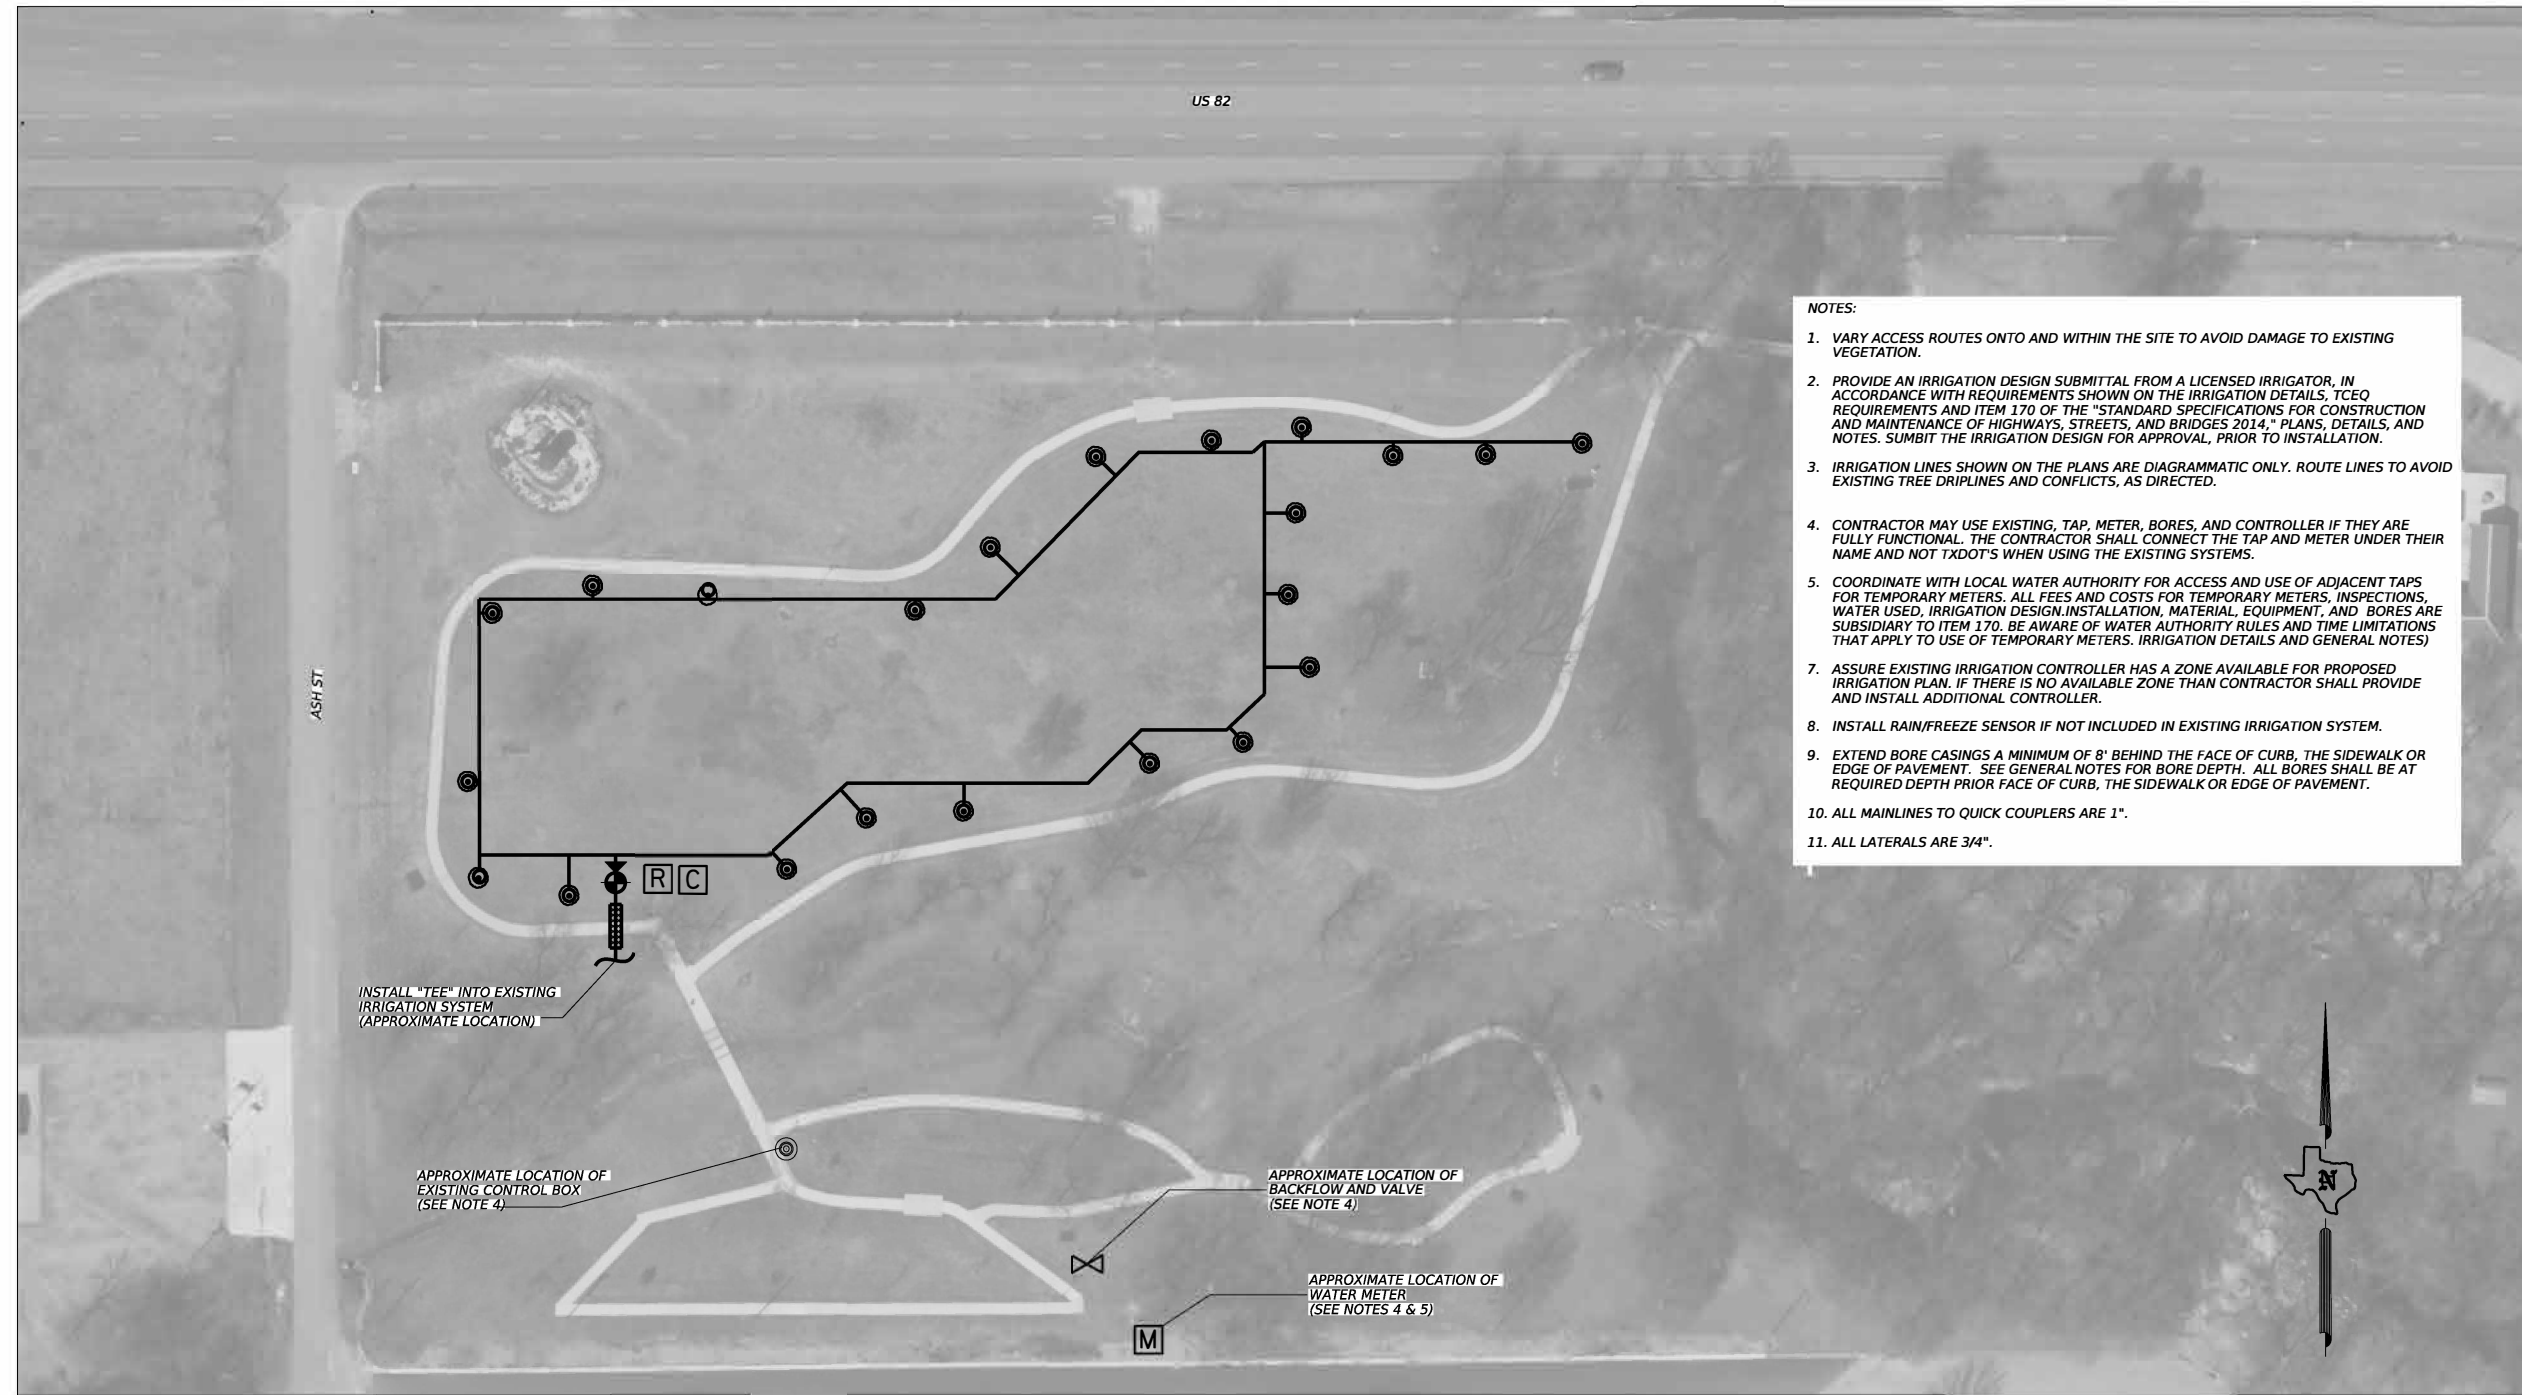 US 82
NOTES:
1. VARY ACCESS ROUTES ONTO AND WITHIN THE SITE TO AVOID DAMAGE TO EXISTING
VEGETATION.
2. PROVIDE AN IRRIGATION DESIGN SUBMITTAL FROM A LICENSED IRRIGATOR, IN
ACCORDANCE WITH REQUIREMENTS SHOWN ON THE IRRIGATION DETAILS, TCEQ
REQUIREMENTS AND ITEM 170 OF THE "STANDARD SPECIFICATIONS FOR CONSTRUCTION
AND MAINTENANCE OF HIGHWAYS, STREETS, AND BRIDGES 2014," PLANS, DETAILS, AND
NOTES. SUMBIT THE IRRIGATION DESIGN FOR APPROVAL, PRIOR TO INSTALLATION.
3. IRRIGATION LINES SHOWN ON THE PLANS ARE DIAGRAMMATIC ONLY. ROUTE LINES TO AVOID
EXISTING TREE DRIPLINES AND CONFLICTS, AS DIRECTED.
4. CONTRACTOR MAY USE EXISTING, TAP, METER, BORES, AND CONTROLLER IF THEY ARE
FULLY FUNCTIONAL. THE CONTRACTOR SHALL CONNECT THE TAP AND METER UNDER THEIR
NAME AND NOT TXDOT'S WHEN USING THE EXISTING SYSTEMS.
5. COORDINATE WITH LOCAL WATER AUTHORITY FOR ACCESS AND USE OF ADJACENT TAPS
FOR TEMPORARY METERS. ALL FEES AND COSTS FOR TEMPORARY METERS, INSPECTIONS,
WATER USED, IRRIGATION DESIGN.INSTALLATION, MATERIAL, EQUIPMENT, AND BORES ARE
SUBSIDIARY TO ITEM 170. BE AWARE OF WATER AUTHORITY RULES AND TIME LIMITATIONS
THAT APPLY TO USE OF TEMPORARY METERS. IRRIGATION DETAILS AND GENERAL NOTES)
7. ASSURE EXISTING IRRIGATION CONTROLLER HAS A ZONE AVAILABLE FOR PROPOSED
IRRIGATION PLAN. IF THERE IS NO AVAILABLE ZONE THAN CONTRACTOR SHALL PROVIDE
AND INSTALL ADDITIONAL CONTROLLER.
8. INSTALL RAIN/FREEZE SENSOR IF NOT INCLUDED IN EXISTING IRRIGATION SYSTEM.
9. EXTEND BORE CASINGS A MINIMUM OF 8' BEHIND THE FACE OF CURB, THE SIDEWALK OR
EDGE OF PAVEMENT. SEE GENERAL NOTES FOR BORE DEPTH. ALL BORES SHALL BE AT
REQUIRED DEPTH PRIOR FACE OF CURB, THE SIDEWALK OR EDGE OF PAVEMENT.
10. ALL MAINLINES TO QUICK COUPLERS ARE 1".
11. ALL LATERALS ARE 3/4".
ASH ST.
R C
INSTALL "TEE" INTO EXISTING
IRRIGATION SYSTEM
(APPROXIMATE LOCATION)
APPROXIMATE LOCATION OF
EXISTING CONTROL BOX
(SEE NOTE 4)
APPROXIMATE LOCATION OF
BACKFLOW AND VALVE
(SEE NOTE 4)
APPROXIMATE LOCATION OF
WATER METER
(SEE NOTES 4 & 5)
M
N